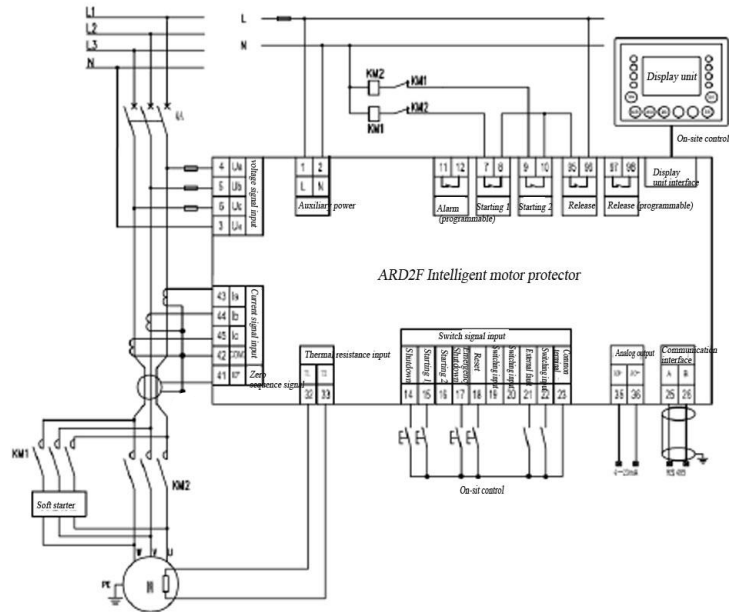 L1
L2
L3
N
L
N
KM2
KM1
KM2
KM1
Display unit
On-site control
4 Ua
5 Ub
6 Uc
3 Un
voltage signal input
1 2
L N
Auxiliary power
11 12
Alarm
(programmable)
7 8
Starting 1
9 10
Starting 2
95 96
Release
97 98
Release (programmable)
Display
unit interface
ARD2F Intelligent motor protector
43 Ia
44 Ib
45 Ic
42 COM
41
Current signal input
Zero
sequence signal
Thermal resistance input
32 33
Switch signal input
Shutdown
Starting 1
Starting 2
Emergency
Shutdown
Reset
Switching input
Switching input
External fault
Switching input
Common
terminal
14 15 16 17 18 19 20 21 22 23
On-sit control
Analog output
35 36
4—20mA
Communication
interface
A B
25 26
RS485
KM1
KM2
Soft starter
W V U
PE